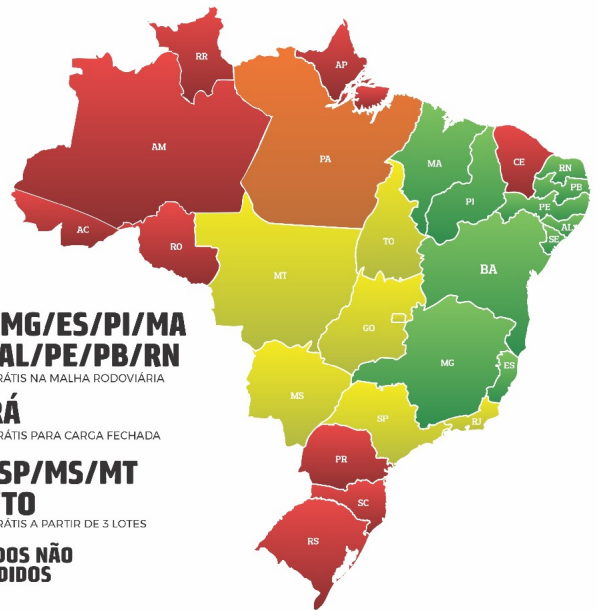 MG/ES/PI/MA
AL/PE/PB/RN
RÁTIS NA MALHA RODOVIÁRIA
RÁ
RÁTIS PARA CARGA FECHADA
SP/MS/MT
TO
RÁTIS A PARTIR DE 3 LOTES
DOS NÃO
DIDOS
RR
AP
AM
PA
MA
CE
RN
PB
PI
PE
AL
SE
AC
RO
TO
MT
BA
GO
MG
ES
MS
SP
RJ
PR
SC
RS